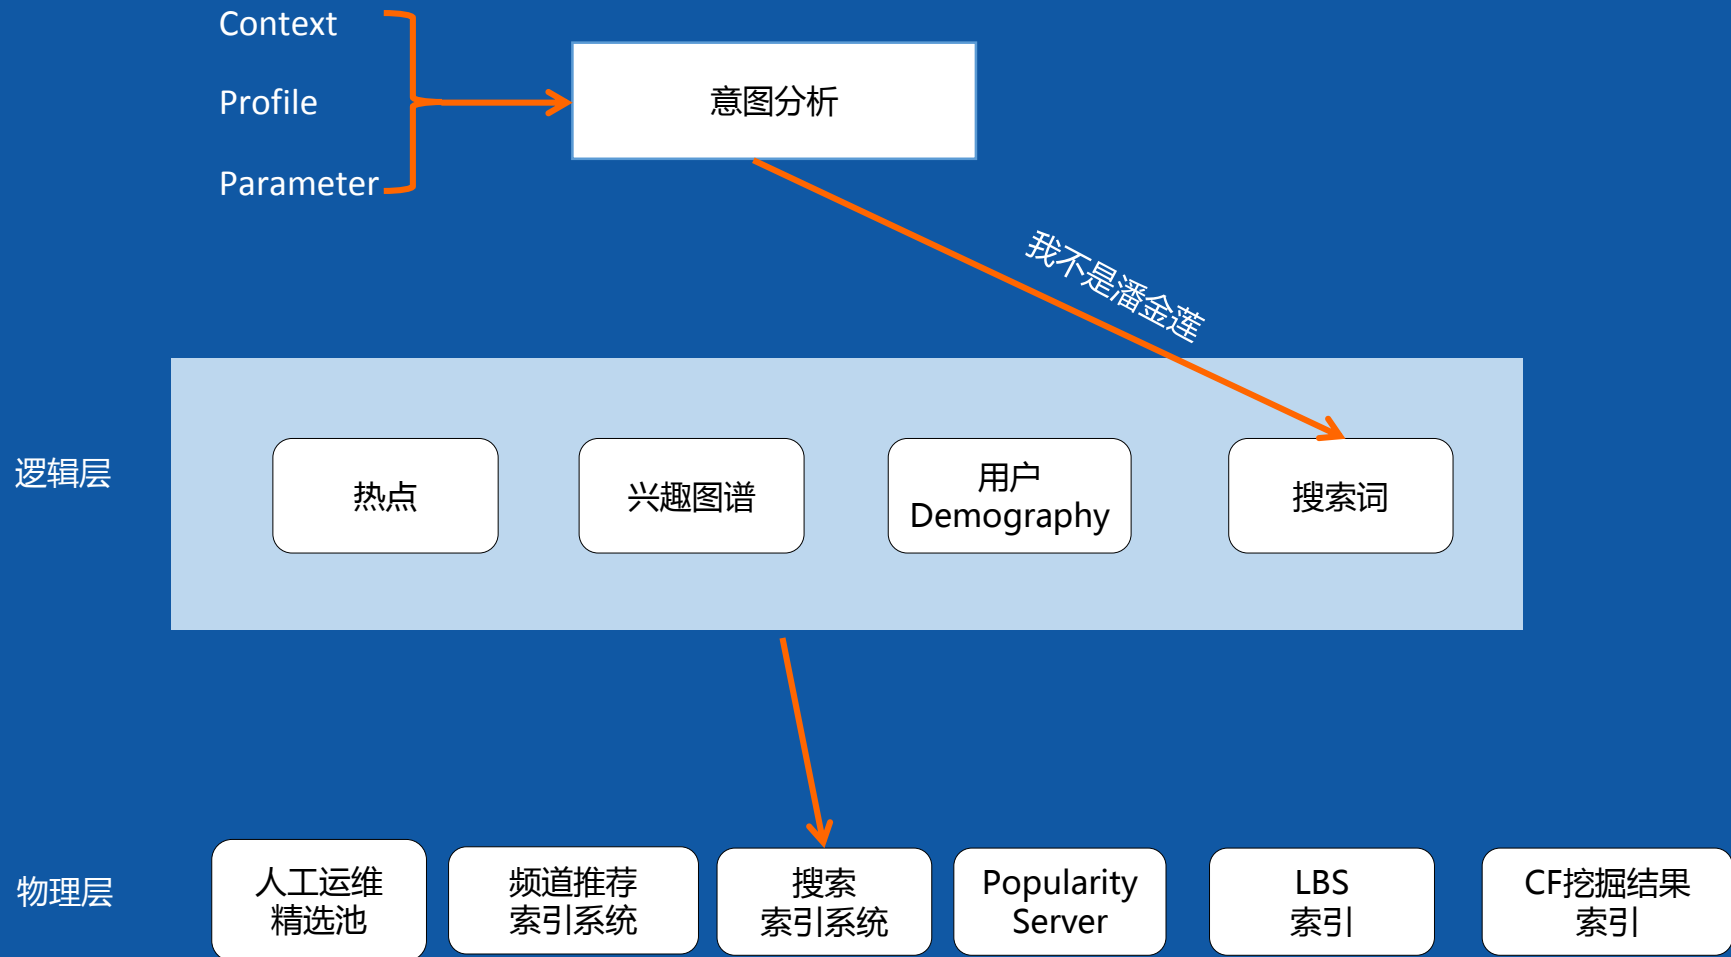 Context
Profile
Parameter
意图分析
我不是潘金莲
逻辑层
热点
兴趣图谱
用户
Demography
搜索词
物理层
人工运维
精选池
频道推荐
索引系统
搜索
索引系统
Popularity
Server
LBS
索引
CF挖掘结果
索引